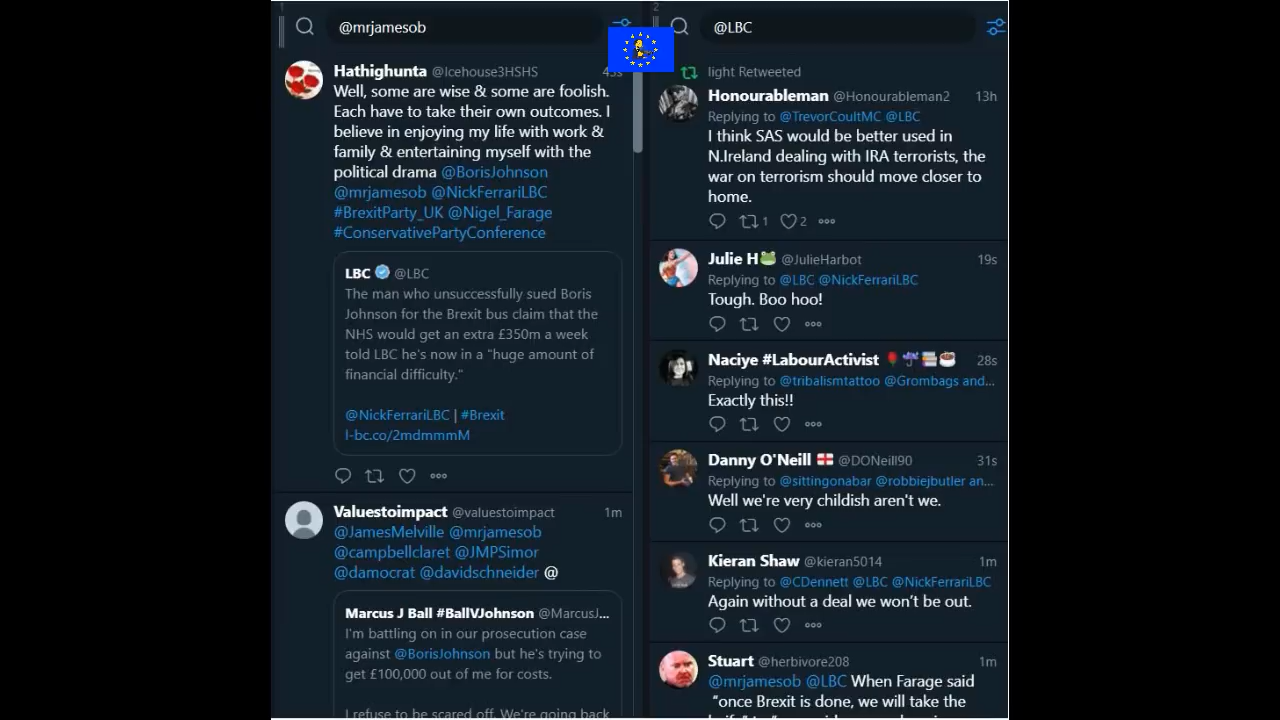 1
@mrjamesob
Hathighunta @Icehouse3HSHS
Well, some are wise & some are foolish.
Each have to take their own outcomes. I
believe in enjoying my life with work &
family & entertaining myself with the
political drama @BorisJohnson
@mrjamesob @NickFerrariLBC
#BrexitParty_UK @Nigel_Farage
#ConservativePartyConference
LBC @LBC
The man who unsuccessfully sued Boris
Johnson for the Brexit bus claim that the
NHS would get an extra £350m a week
told LBC he's now in a "huge amount of
financial difficulty."
@NickFerrariLBC | #Brexit
l-bc.co/2mdmmmM
Valuestoimpact @valuestoimpact 1m
@JamesMelville @mrjamesob
@campbellclaret @JMPSimor
@damocrat @davidschneider @
Marcus J Ball #BallVJohnson @MarcusJ...
I'm battling on in our prosecution case
against @BorisJohnson but he's trying to
get £100,000 out of me for costs.
I refuse to be scared off. We're going back
2
@LBC
light Retweeted
Honourableman @Honourableman2 13h
Replying to @TrevorCoultMC @LBC
I think SAS would be better used in
N.Ireland dealing with IRA terrorists, the
war on terrorism should move closer to
home.
1 2
Julie H @JulieHarbot 19s
Replying to @LBC @NickFerrariLBC
Tough. Boo hoo!
Naciye #LabourActivist 28s
Replying to @tribalismtattoo @Grombags and...
Exactly this!!
Danny O'Neill @DONeill90 31s
Replying to @sittingonabar @robbiejbutler an...
Well we're very childish aren't we.
Kieran Shaw @kieran5014 1m
Replying to @CDennett @LBC @NickFerrariLBC
Again without a deal we won't be out.
Stuart @herbivore208 1m
@mrjamesob @LBC When Farage said
"once Brexit is done, we will take the